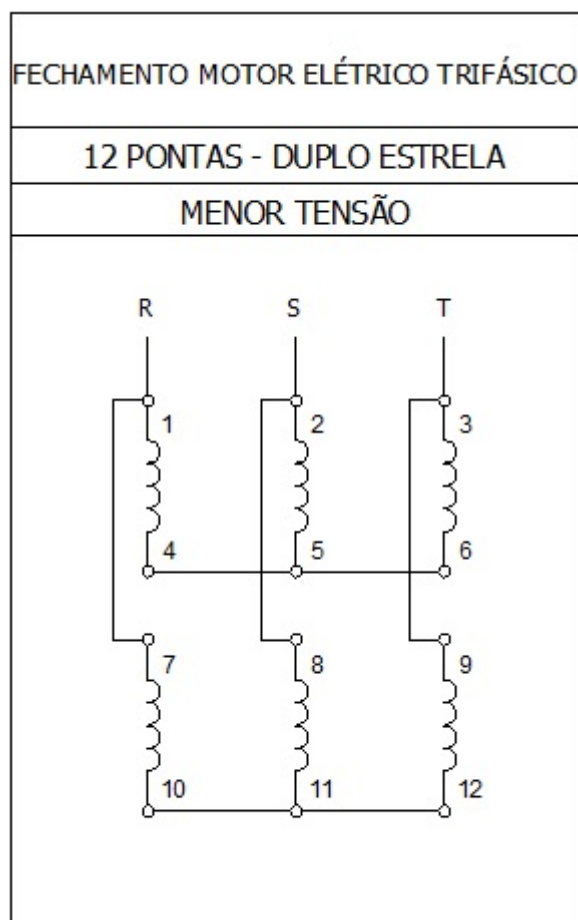 FECHAMENTO MOTOR ELÉTRICO TRIFÁSICO
12 PONTAS - DUPLO ESTRELA
MENOR TENSÃO
R S T
1 2 3
4 5 6
7 8 9
10 11 12